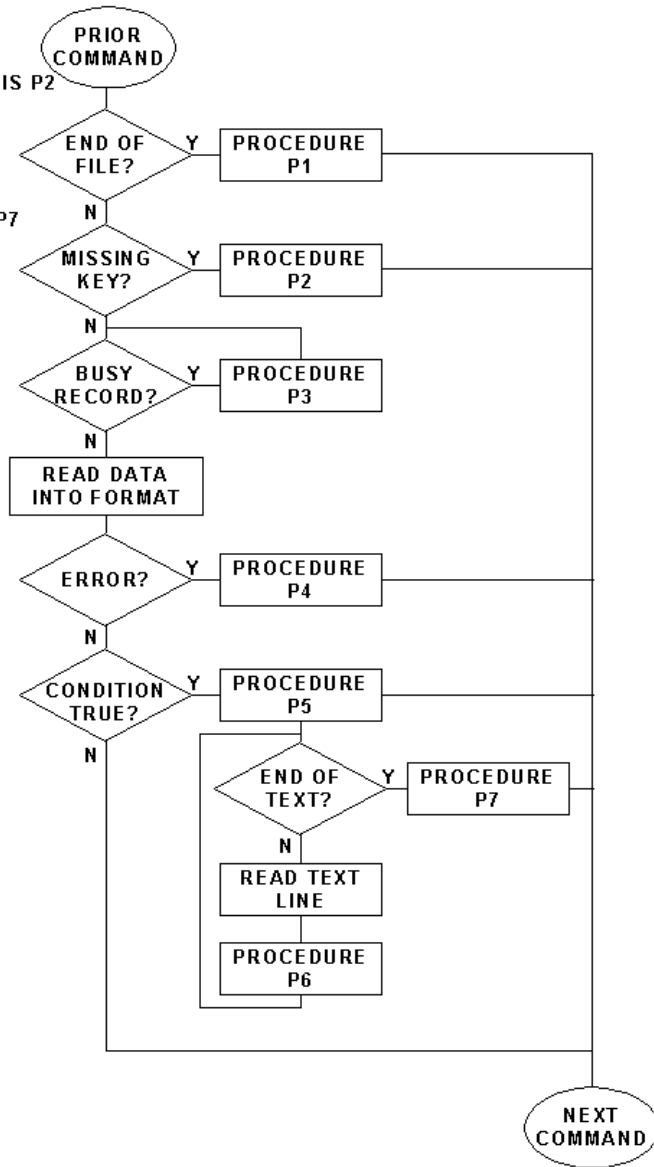 PRIOR
COMMAND
IS P2
END OF
FILE?
Y
PROCEDURE
P1
N
P7
MISSING
KEY?
Y
PROCEDURE
P2
N
BUSY
RECORD?
Y
PROCEDURE
P3
N
READ DATA
INTO FORMAT
ERROR?
Y
PROCEDURE
P4
N
CONDITION
TRUE?
Y
PROCEDURE
P5
N
END OF
TEXT?
Y
PROCEDURE
P7
N
READ TEXT
LINE
PROCEDURE
P6
NEXT
COMMAND